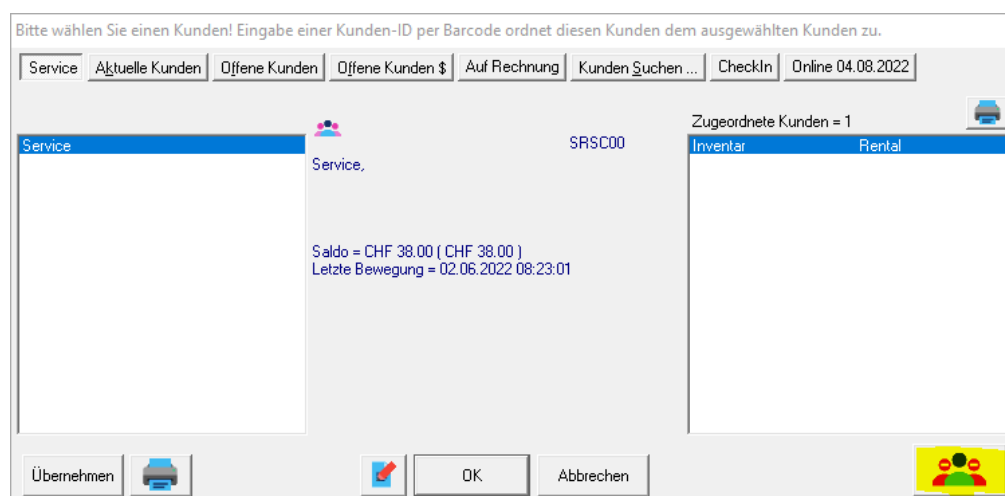 Bitte wählen Sie einen Kunden! Eingabe einer Kunden-ID per Barcode ordnet diesen Kunden dem ausgewählten Kunden zu.
Service Aktuelle Kunden Offene Kunden Offene Kunden $ Auf Rechnung Kunden Suchen ... CheckIn Online 04.08.2022
Zugeordnete Kunden = 1
Service SRSC00 Inventar Rental
Service,
Saldo = CHF 38.00 ( CHF 38.00 )
Letzte Bewegung = 02.06.2022 08:23:01
Übernehmen OK Abbrechen